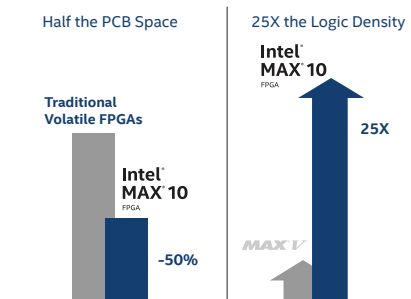 Half the PCB Space
Traditional
Volatile FPGAs
Intel®
MAX® 10
FPGA
-50%
25X the Logic Density
Intel®
MAX® 10
FPGA
25X
MAX® V